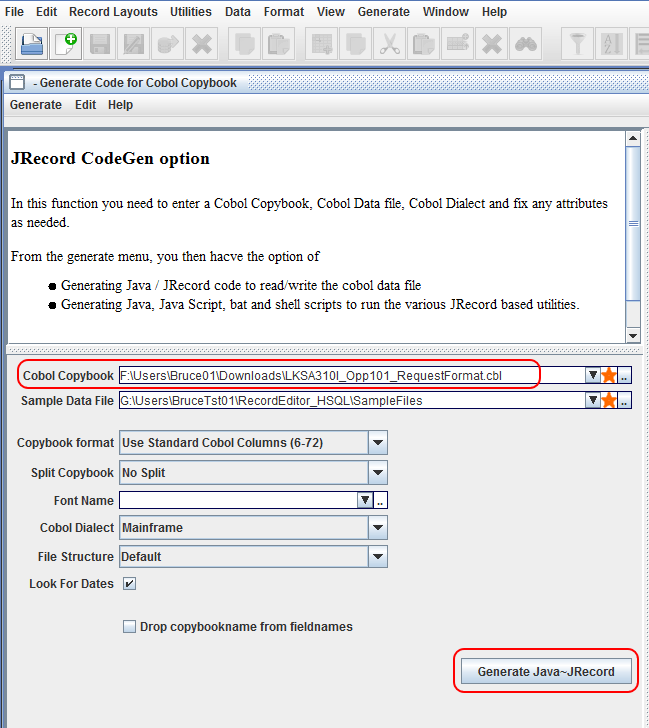 File Edit Record Layouts Utilities Data Format View Generate Window Help
- Generate Code for Cobol Copybook
Generate Edit Help
JRecord CodeGen option
In this function you need to enter a Cobol Copybook, Cobol Data file, Cobol Dialect and fix any attributes
as needed.
From the generate menu, you then hacve the option of
Generating Java / JRecord code to read/write the cobol data file
Generating Java, Java Script, bat and shell scripts to run the various JRecord based utilities.
Cobol Copybook F:\Users\Bruce01\Downloads\LKSA310I_Opp101_RequestFormat.cbl ..
Sample Data File G:\Users\BruceTst01\RecordEditor_HSQL\SampleFiles ..
Copybook format Use Standard Cobol Columns (6-72)
Split Copybook No Split
Font Name ..
Cobol Dialect Mainframe
File Structure Default
Look For Dates
Drop copybookname from fieldnames
Generate Java~JRecord